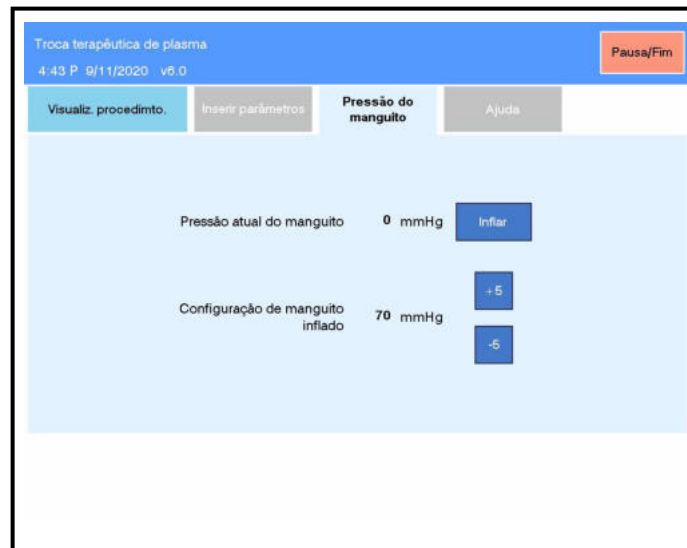 Troca terapêutica de plasma
4:43 P 9/11/2020 v6.0
Pausa/Fim
Visualiz. procedimto.
Inserir parâmetros
Pressão do
manguito
Ajuda
Pressão atual do manguito 0 mmHg Inflar
+5
Configuração de manguito
inflado 70 mmHg
-5